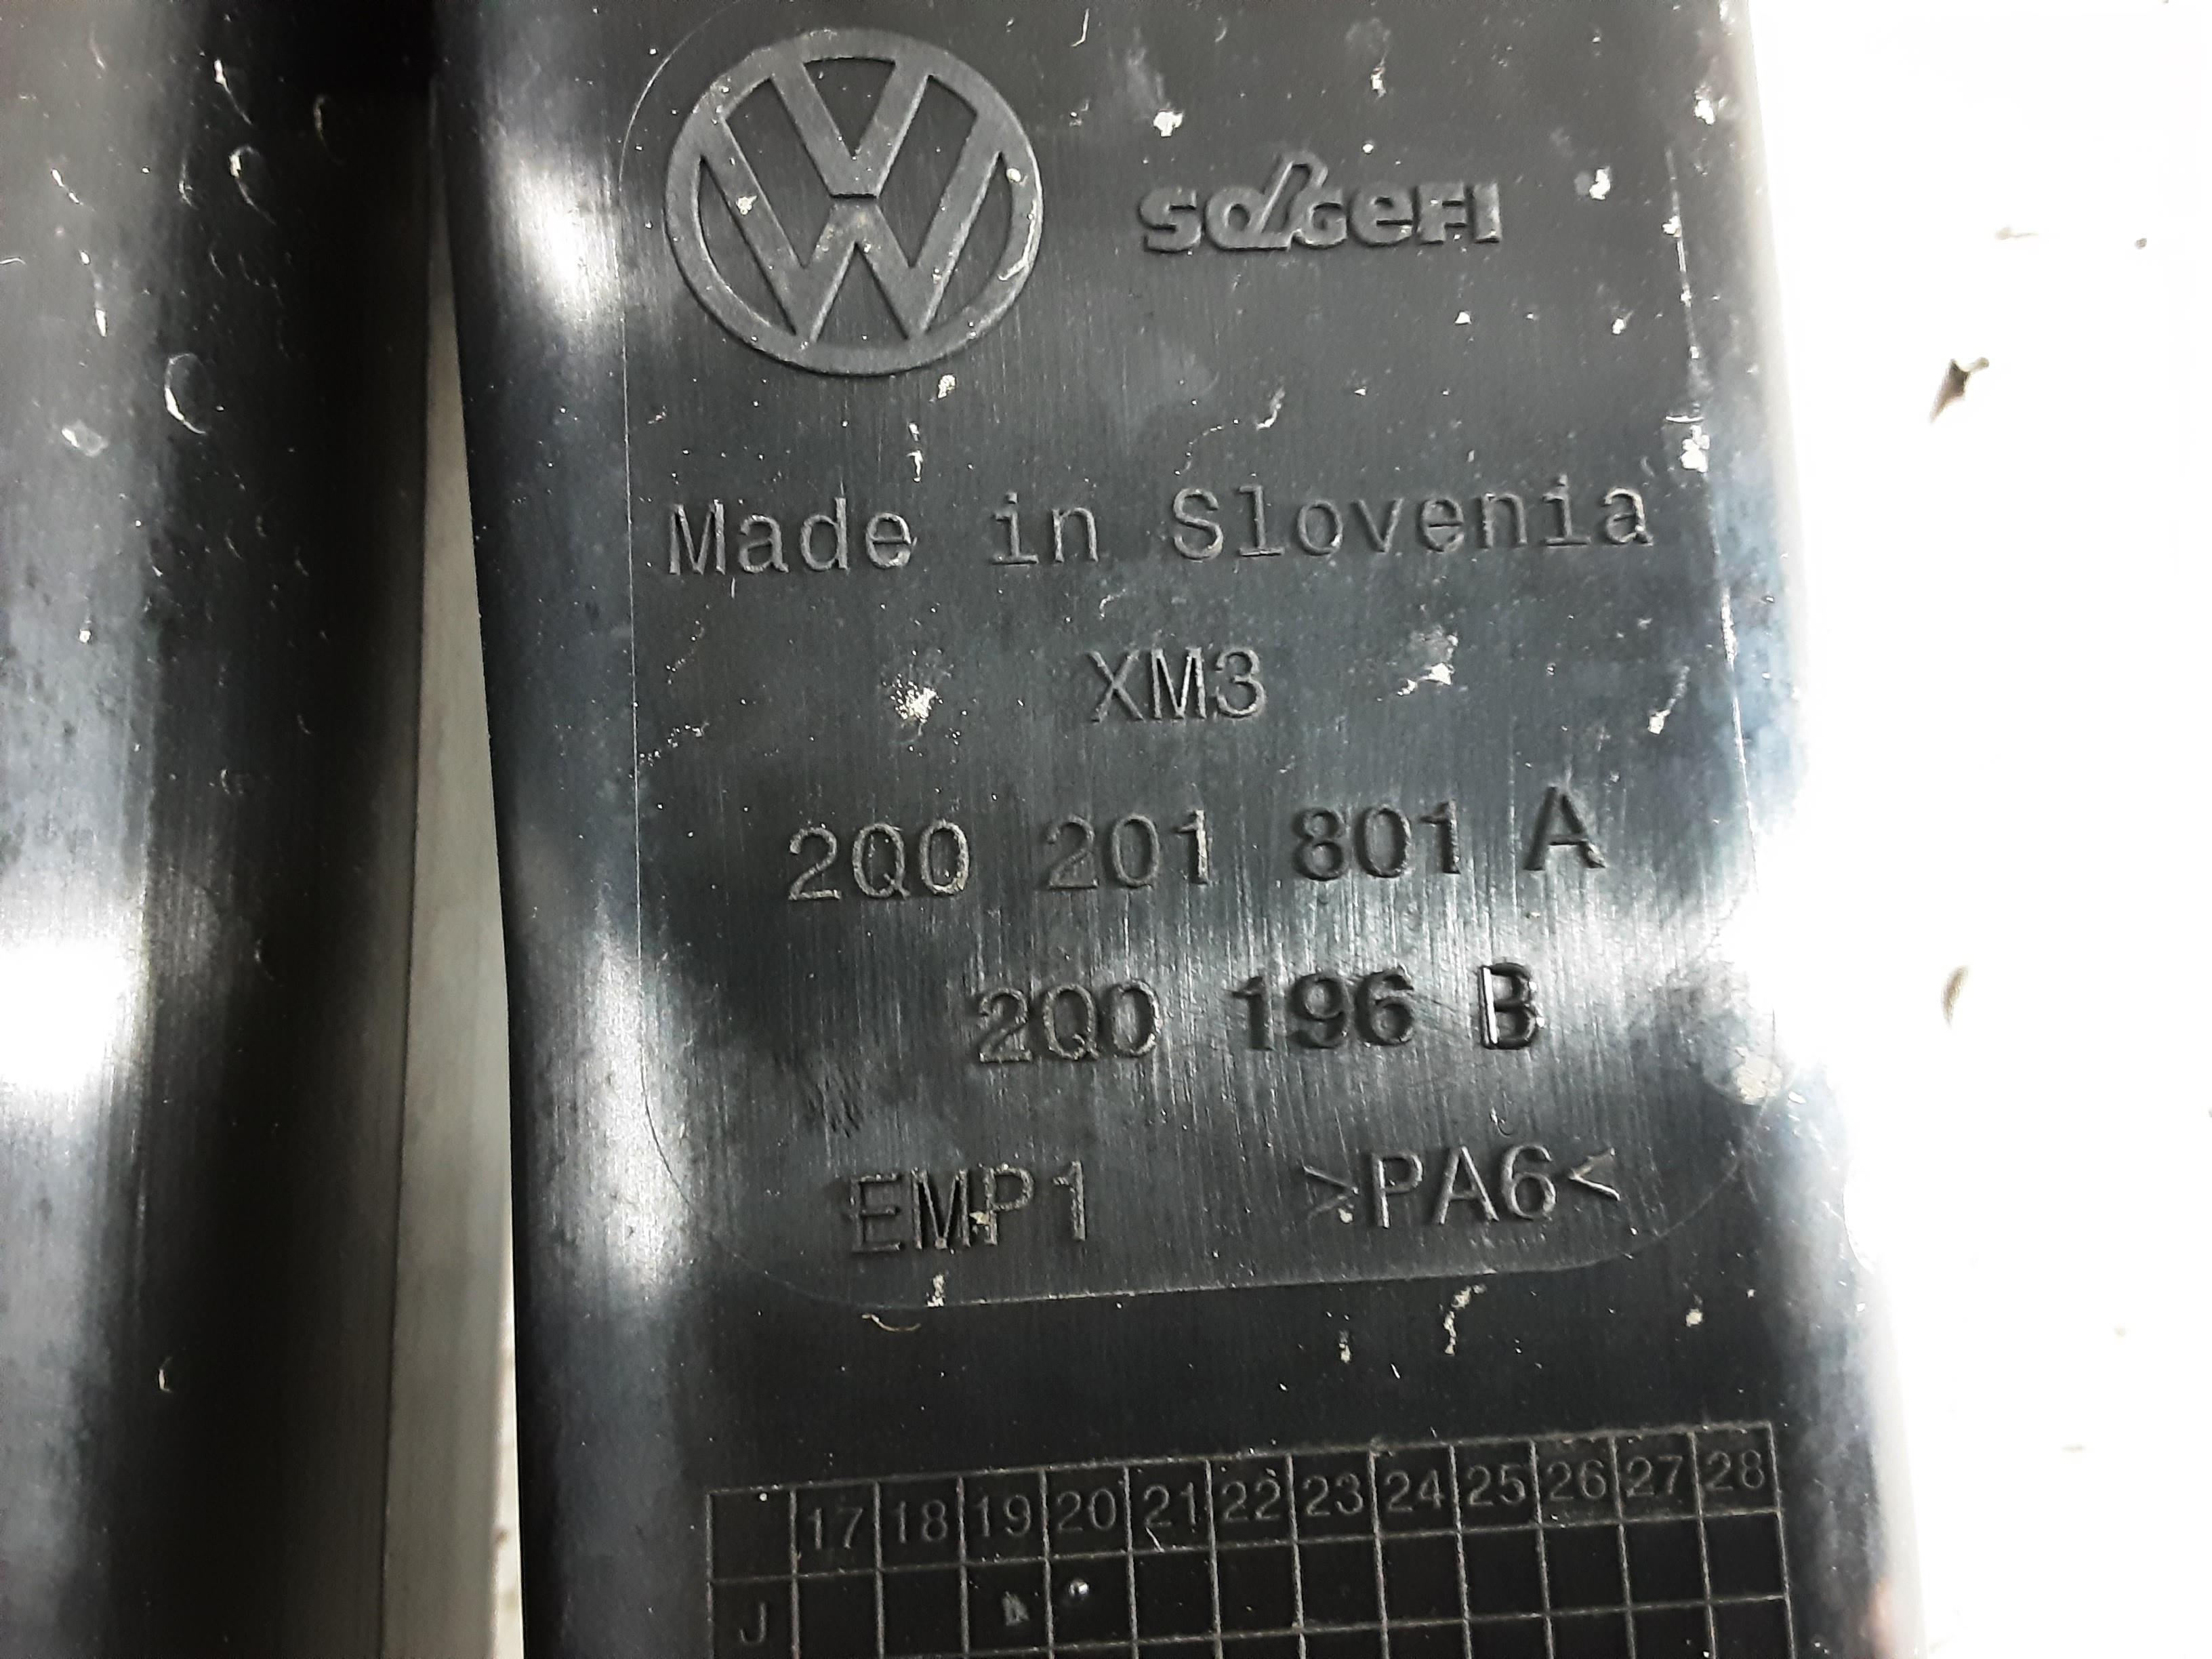 VW SOGEFI
Made in Slovenia
XM3
2Q0 201 801 A
2Q0 196 B
EMP1 >PA6<
17 18 19 20 21 22 23 24 25 26 27 28
J